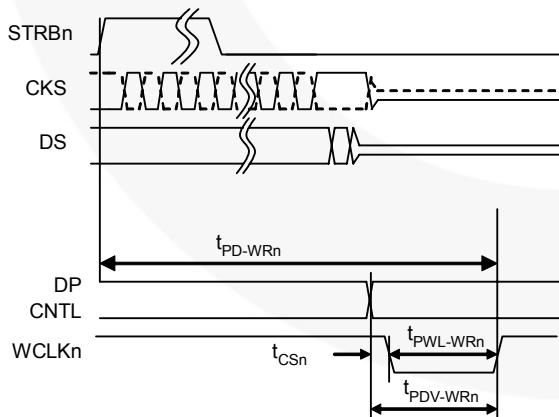 STRBn
CKS
DS
tPD-WRn
DP
CNTL
tPWL-WRn
WCLKn
tCSn
tPDV-WRn